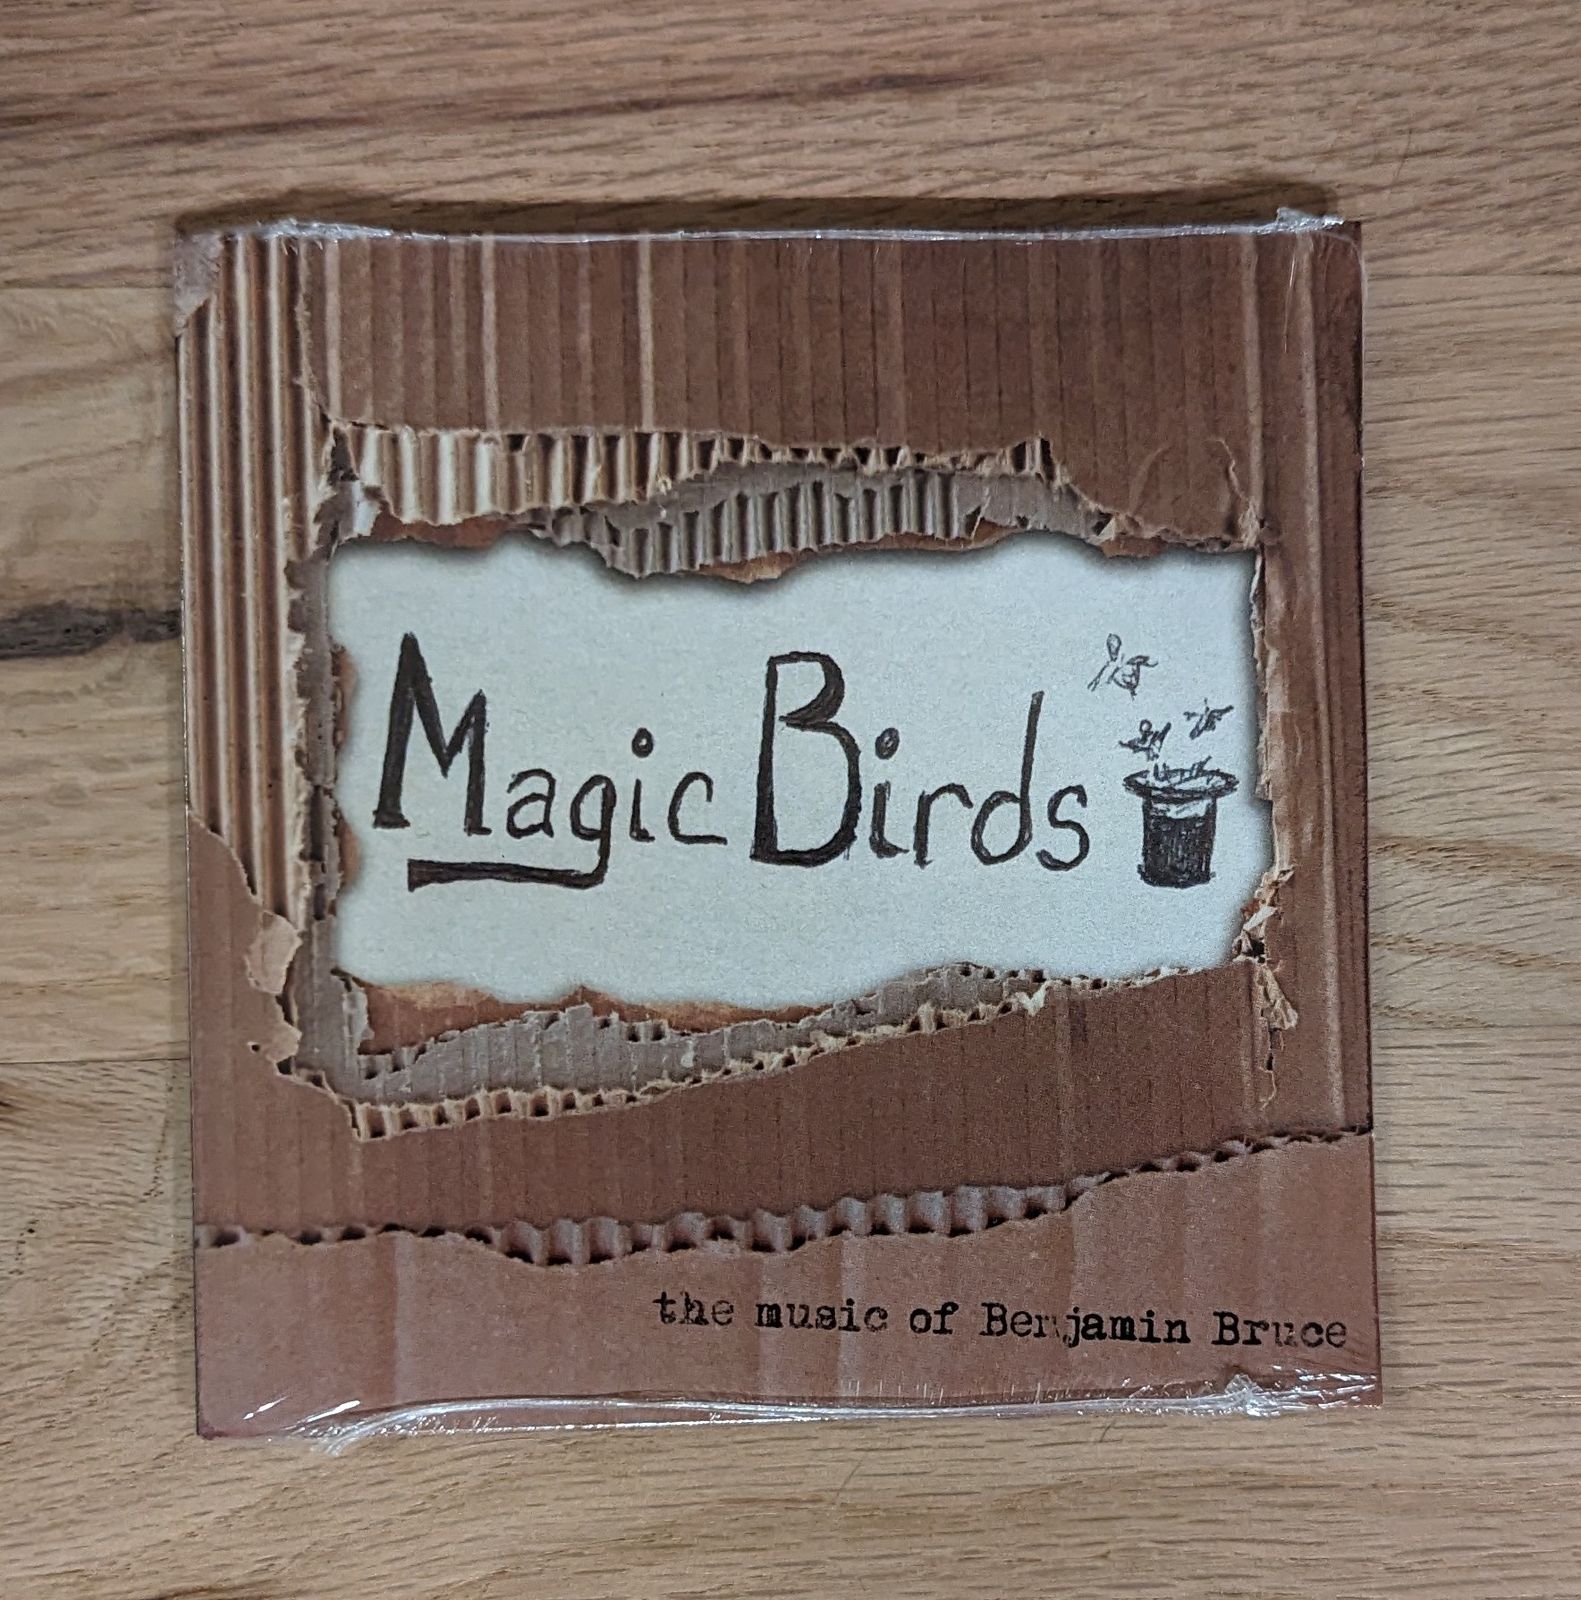 Magic Birds
the music of Benjamin Bruce